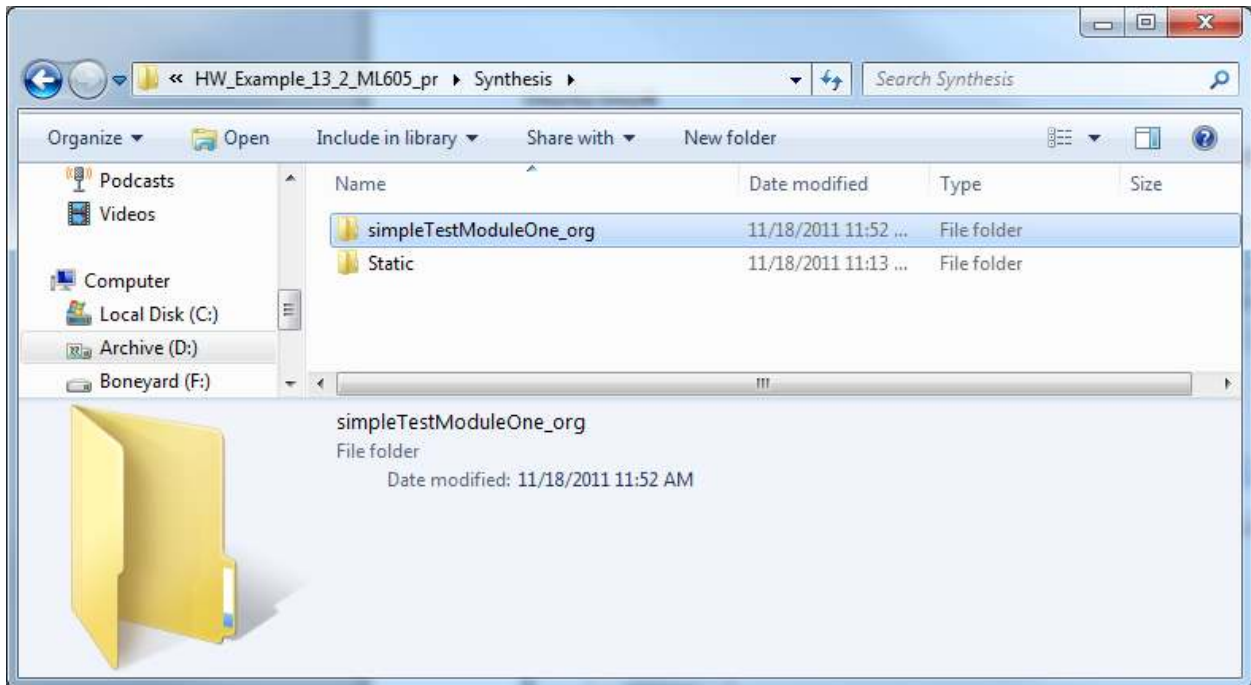 « HW_Example_13_2_ML605_pr ▸ Synthesis ▸ Search Synthesis
Organize Open Include in library Share with New folder
Podcasts
Videos
Computer
Local Disk (C:)
Archive (D:)
Boneyard (F:)
Name Date modified Type Size
simpleTestModuleOne_org 11/18/2011 11:52 ... File folder
Static 11/18/2011 11:13 ... File folder
simpleTestModuleOne_org
File folder
Date modified: 11/18/2011 11:52 AM